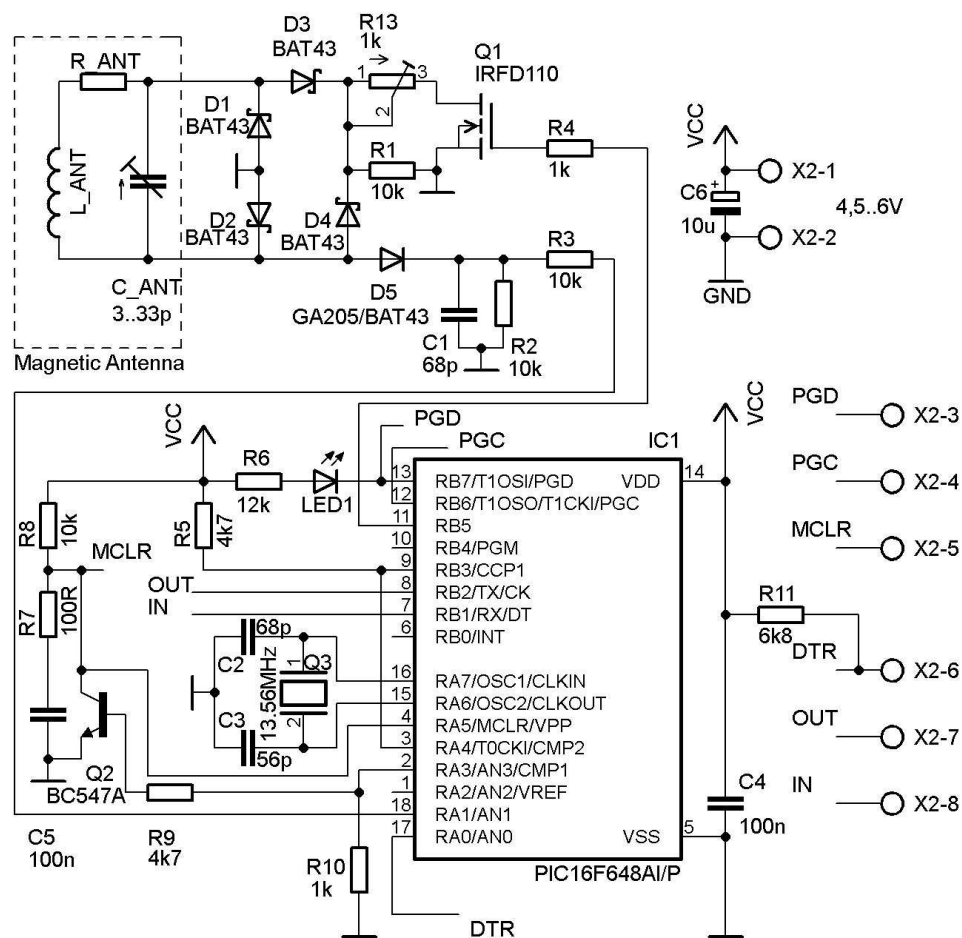 D3
BAT43
R13
1k
1
3
2
Q1
IRFD110
R_ANT
D1
BAT43
L_ANT
R1
10k
R4
1k
VCC
C6
+
10u
X2-1
4,5..6V
X2-2
GND
D2
BAT43
D4
BAT43
R3
10k
C_ANT
3..33p
D5
GA205/BAT43
C1
68p
R2
10k
Magnetic Antenna
VCC
PGD
PGC
IC1
VCC
PGD
X2-3
R6
12k
LED1
13
RB7/T1OSI/PGD
VDD
14
PGC
X2-4
12
RB6/T1OSO/T1CKI/PGC
R8
10k
R5
4k7
11
RB5
MCLR
10
RB4/PGM
MCLR
X2-5
9
RB3/CCP1
OUT
8
RB2/TX/CK
R7
100R
IN
7
RB1/RX/DT
R11
6k8
6
RB0/INT
68p
C2
13.56MHz
1
Q3
2
DTR
X2-6
16
RA7/OSC1/CLKIN
15
RA6/OSC2/CLKOUT
C3
56p
4
RA5/MCLR/VPP
OUT
X2-7
3
RA4/T0CKI/CMP2
Q2
BC547A
2
RA3/AN3/CMP1
1
RA2/AN2/VREF
C4
100n
IN
X2-8
18
RA1/AN1
C5
100n
R9
4k7
17
RA0/AN0
VSS
5
R10
1k
PIC16F648AI/P
DTR